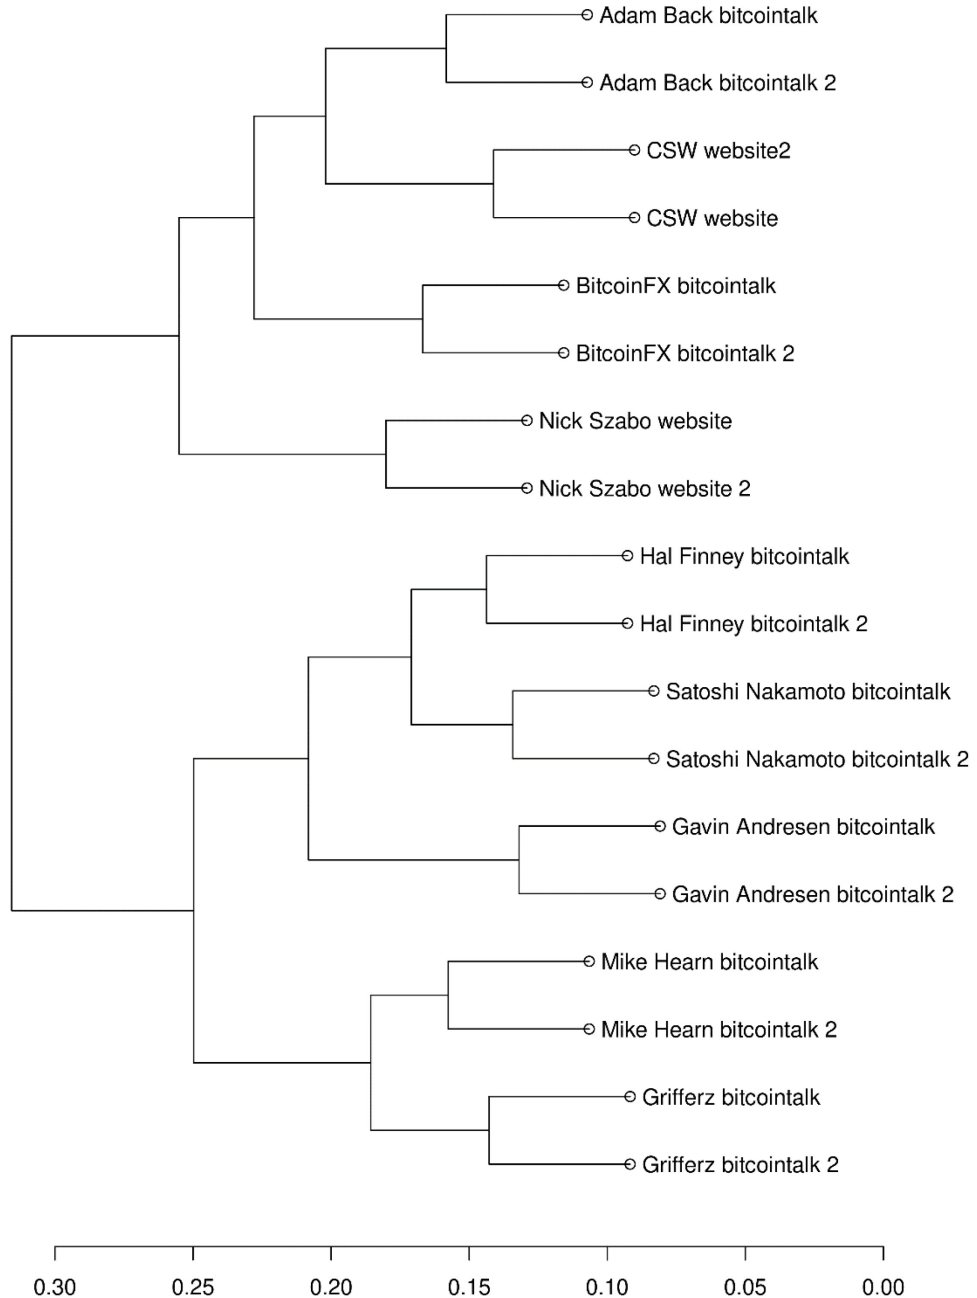 Adam Back bitcointalk
Adam Back bitcointalk 2
CSW website2
CSW website
BitcoinFX bitcointalk
BitcoinFX bitcointalk 2
Nick Szabo website
Nick Szabo website 2
Hal Finney bitcointalk
Hal Finney bitcointalk 2
Satoshi Nakamoto bitcointalk
Satoshi Nakamoto bitcointalk 2
Gavin Andresen bitcointalk
Gavin Andresen bitcointalk 2
Mike Hearn bitcointalk
Mike Hearn bitcointalk 2
Grifferz bitcointalk
Grifferz bitcointalk 2
0.30 0.25 0.20 0.15 0.10 0.05 0.00